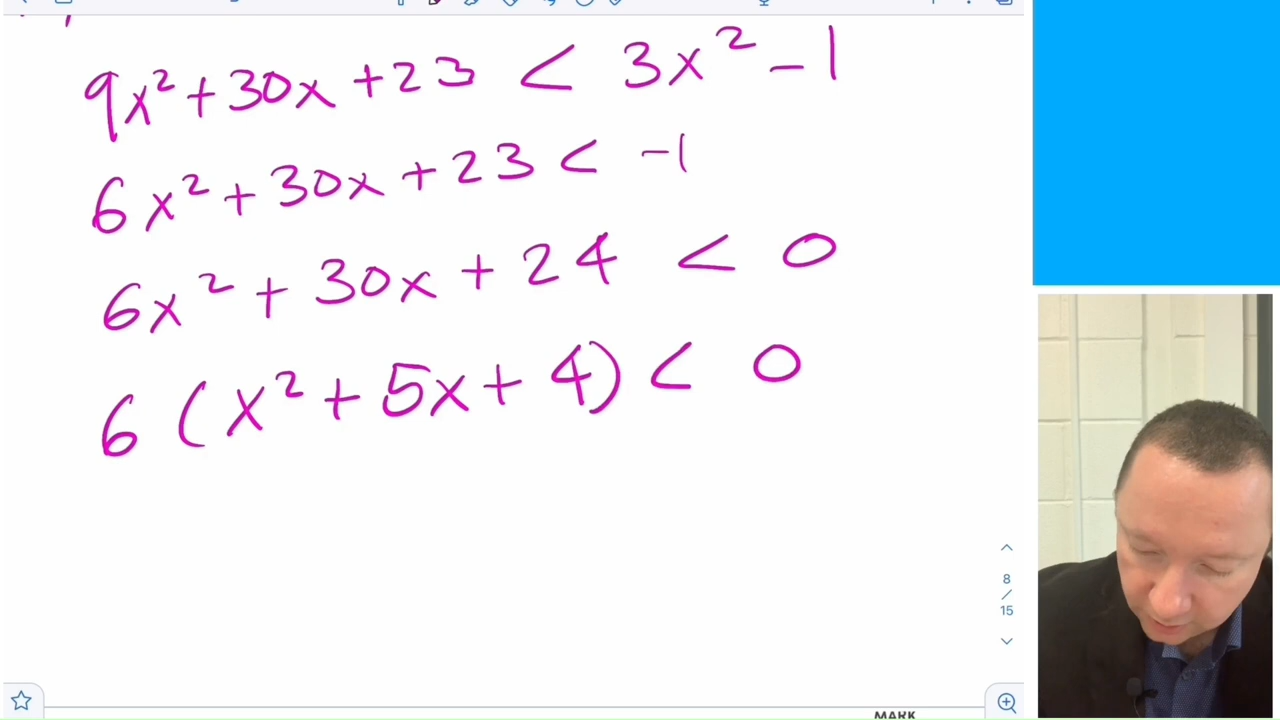 9x² + 30x + 23 < 3x² - 1
6x² + 30x + 23 < -1
6x² + 30x + 24 < 0
6 (x² + 5x + 4) < 0
8
/
15
MARK